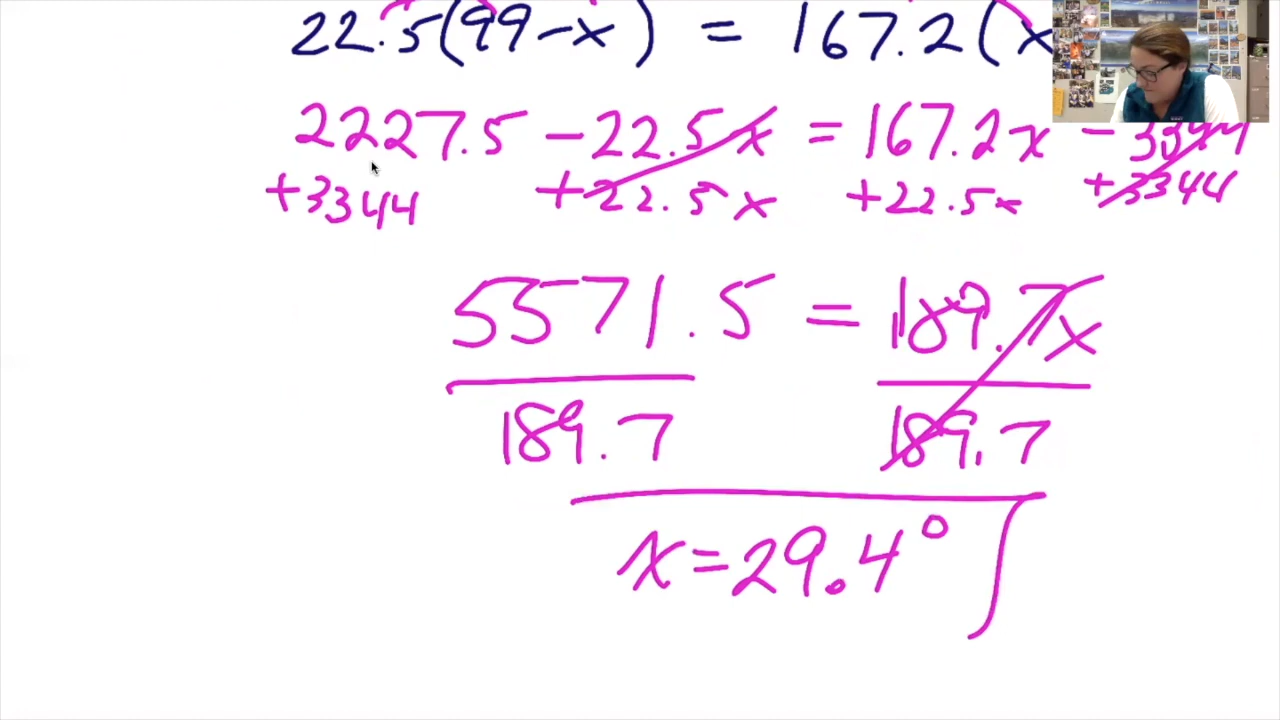 22.5(99-x) = 167.2(x
2227.5 - 22.5x = 167.2x - 3344
+3344 +22.5x +22.5x +3344
5571.5 = 189.7x
189.7 189.7
x=29.4°